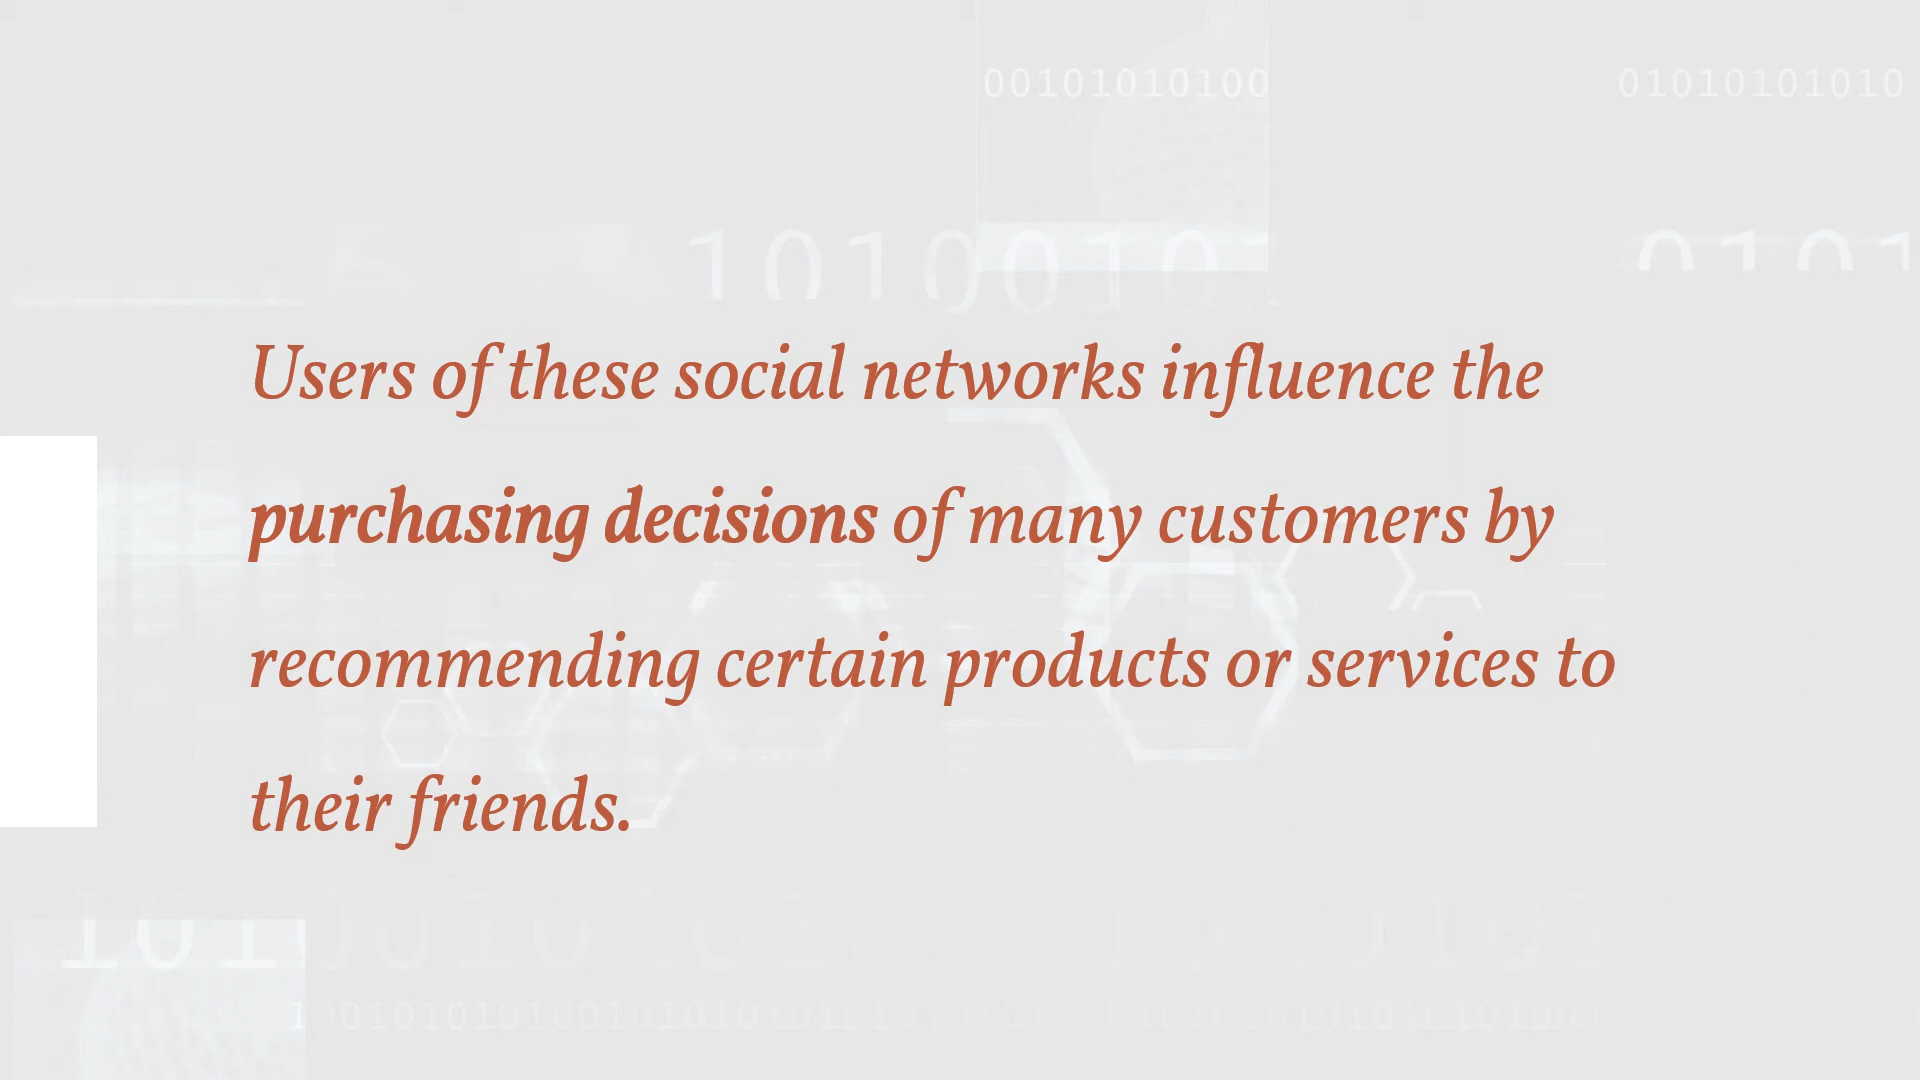 00101010100 01010101010
Users of these social networks influence the
purchasing decisions of many customers by
recommending certain products or services to
their friends.